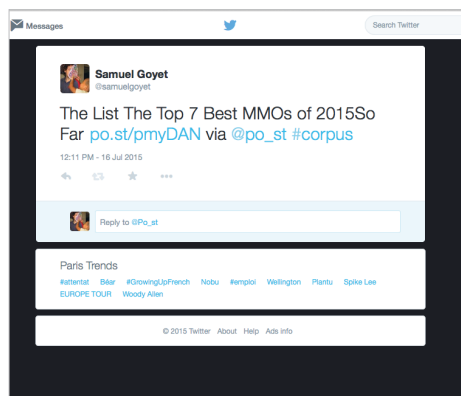 Messages
Search Twitter
Samuel Goyet
@samuelgoyet
The List The Top 7 Best MMOs of 2015So
Far po.st/pmyDAN via @po_st #corpus
12:11 PM - 16 Jul 2015
Reply to @Po_st
Paris Trends
#attentat Béar #GrowingUpFrench Nobu #emploi Wellington Plantu Spike Lee
EUROPE TOUR Woody Allen
© 2015 Twitter About Help Ads info